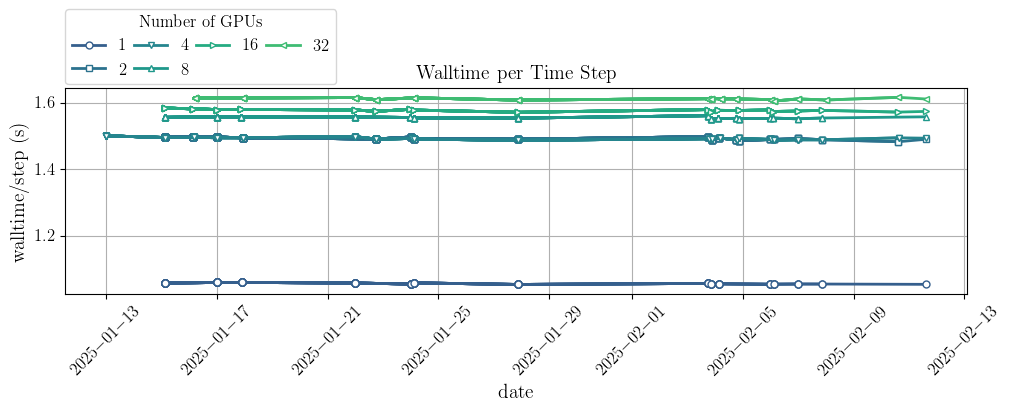 Number of GPUs
1 4 16 32
2 8
Walltime per Time Step
walltime/step (s)
1.6
1.4
1.2
2025−01−13
2025−01−17
2025−01−21
2025−01−25
2025−01−29
2025−02−01
2025−02−05
2025−02−09
2025−02−13
date